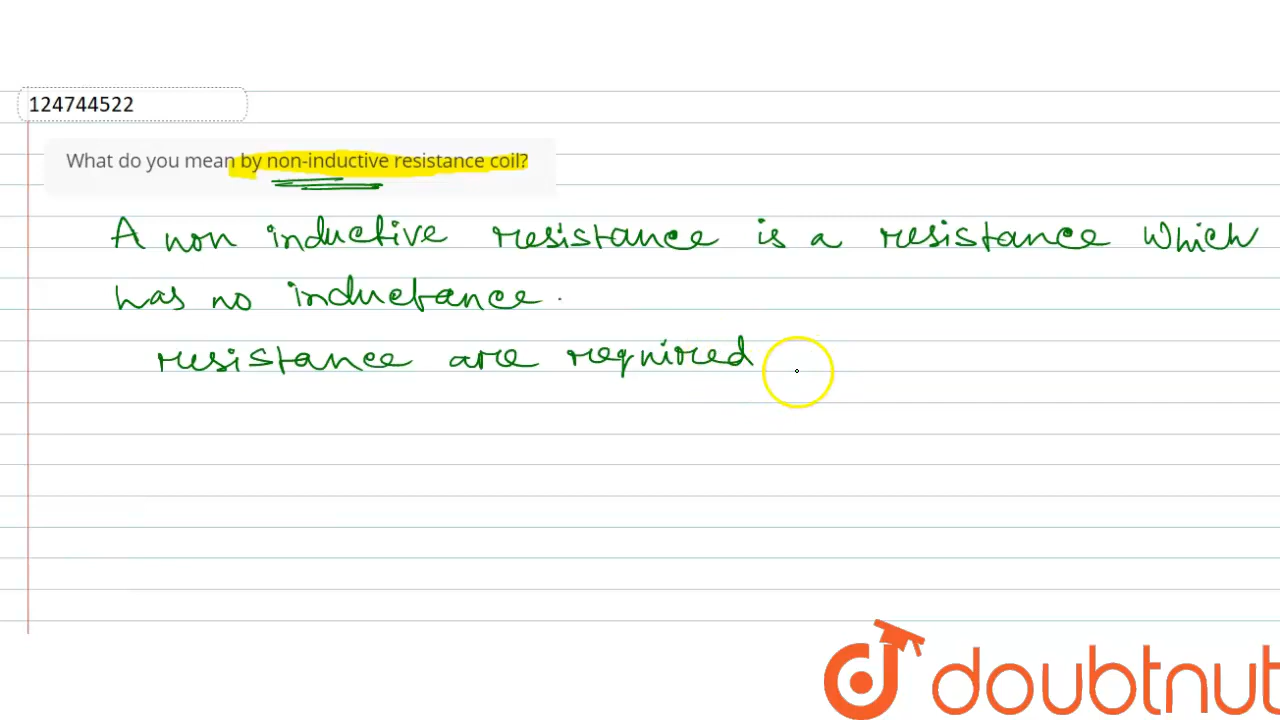 124744522
What do you mean by non-inductive resistance coil?
A non inductive resistance is a resistance which
has no inductance.
resistance are required
doubtnut